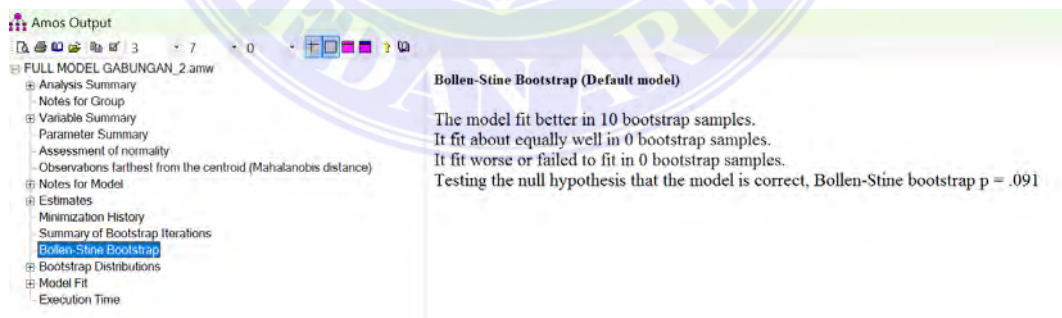 Amos Output
3 7 0
FULL MODEL GABUNGAN_2.amw
Analysis Summary
Notes for Group
Variable Summary
Parameter Summary
Assessment of normality
Observations farthest from the centroid (Mahalanobis distance)
Notes for Model
Estimates
Minimization History
Summary of Bootstrap Iterations
Bollen-Stine Bootstrap
Bootstrap Distributions
Model Fit
Execution Time
Bollen-Stine Bootstrap (Default model)
The model fit better in 10 bootstrap samples.
It fit about equally well in 0 bootstrap samples.
It fit worse or failed to fit in 0 bootstrap samples.
Testing the null hypothesis that the model is correct, Bollen-Stine bootstrap p = .091